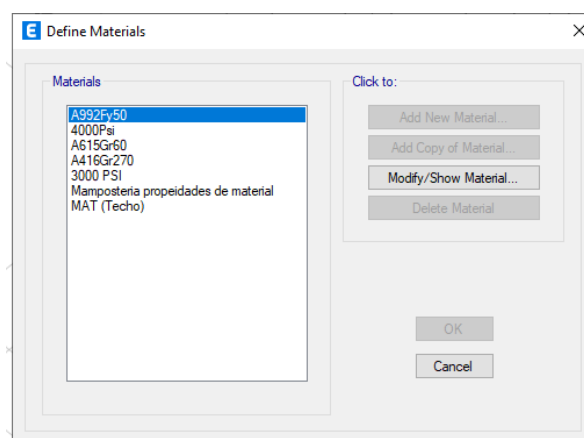 E Define Materials
Materials
A992Fy50
4000Psi
A615Gr60
A416Gr270
3000 PSI
Mamposteria propeidades de material
MAT (Techo)
Click to:
Add New Material...
Add Copy of Material...
Modify/Show Material...
Delete Material
OK
Cancel